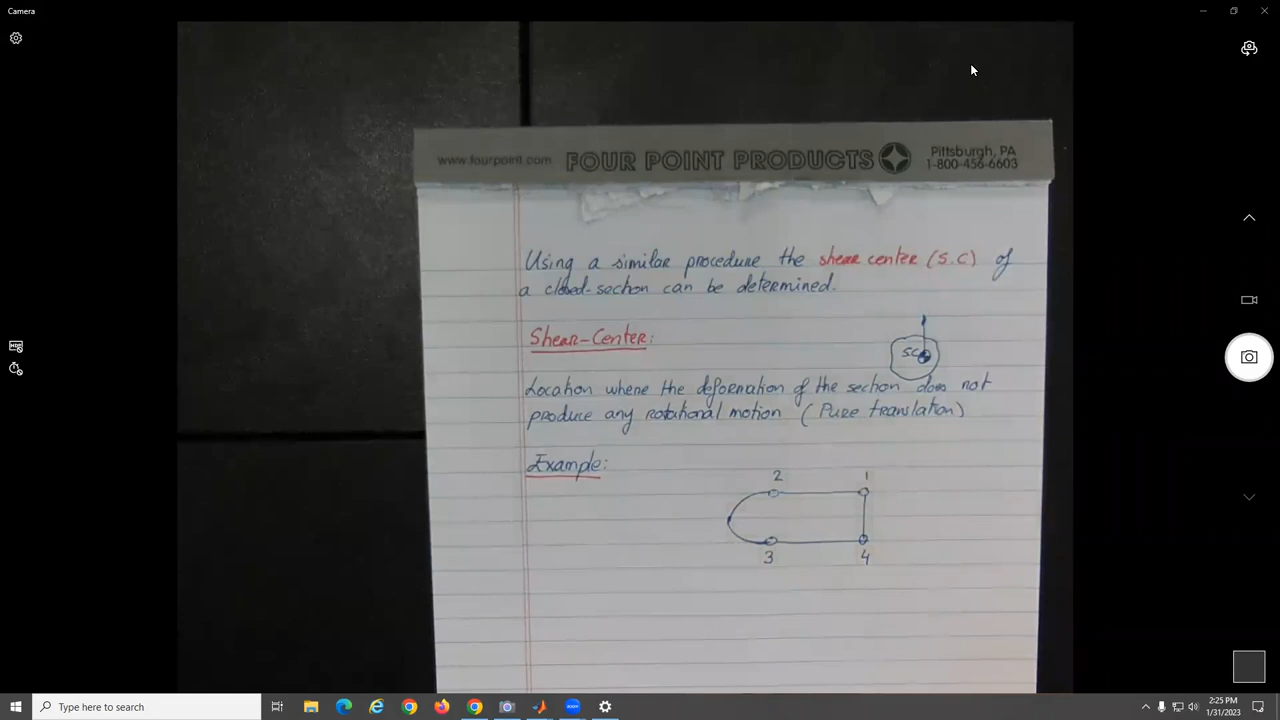 Camera
www.fourpoint.com FOUR POINT PRODUCTS Pittsburgh, PA
1-800-456-6603
Using a similar procedure the shear center (S.C) of
a closed-section can be determined.
Shear-Center:
S.C
Location where the deformation of the section does not
produce any rotational motion (Pure translation)
Example:
2 1
3 4
Type here to search
2:25 PM
1/31/2023